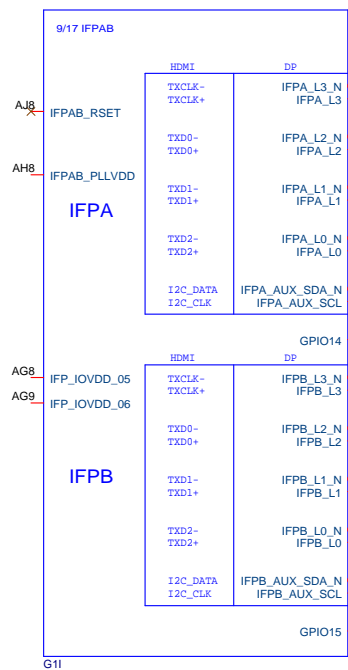 9/17 IFPAB
HDMI DP
TXCLK- IFPA_L3_N
TXCLK+ IFPA_L3
AJ8 IFPAB_RSET
TXD0- IFPA_L2_N
TXD0+ IFPA_L2
AH8 IFPAB_PLLVDD
TXD1- IFPA_L1_N
TXD1+ IFPA_L1
IFPA
TXD2- IFPA_L0_N
TXD2+ IFPA_L0
I2C_DATA IFPA_AUX_SDA_N
I2C_CLK IFPA_AUX_SCL
GPIO14
HDMI DP
AG8 IFP_IOVDD_05
TXCLK- IFPB_L3_N
TXCLK+ IFPB_L3
AG9 IFP_IOVDD_06
TXD0- IFPB_L2_N
TXD0+ IFPB_L2
IFPB
TXD1- IFPB_L1_N
TXD1+ IFPB_L1
TXD2- IFPB_L0_N
TXD2+ IFPB_L0
I2C_DATA IFPB_AUX_SDA_N
I2C_CLK IFPB_AUX_SCL
GPIO15
G1I